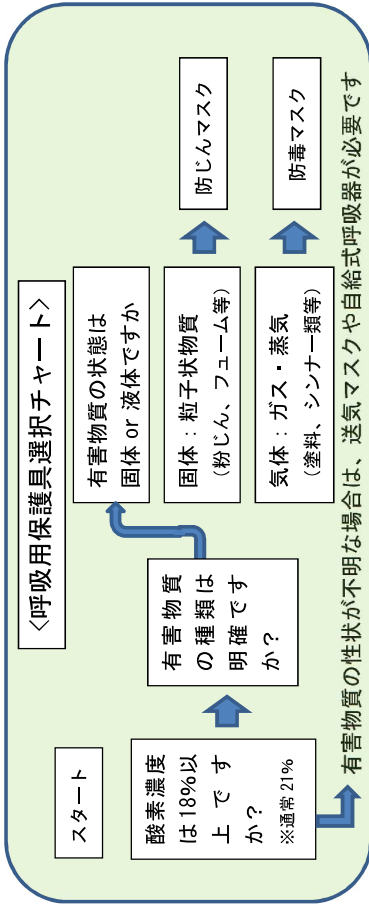 ＜呼吸用保護具選択チャート＞
スタート
酸素濃度
は18％以
上です
か？
※通常 21％
有害物質
の種類は
明確です
か？
有害物質の状態は
固体 or 液体ですか
固体：粒子状物質
（粉じん、フューム等）
防じんマスク
気体：ガス・蒸気
（塗料、シンナー類等）
防毒マスク
有害物質の性状が不明な場合は、送気マスクや自給式呼吸器が必要です